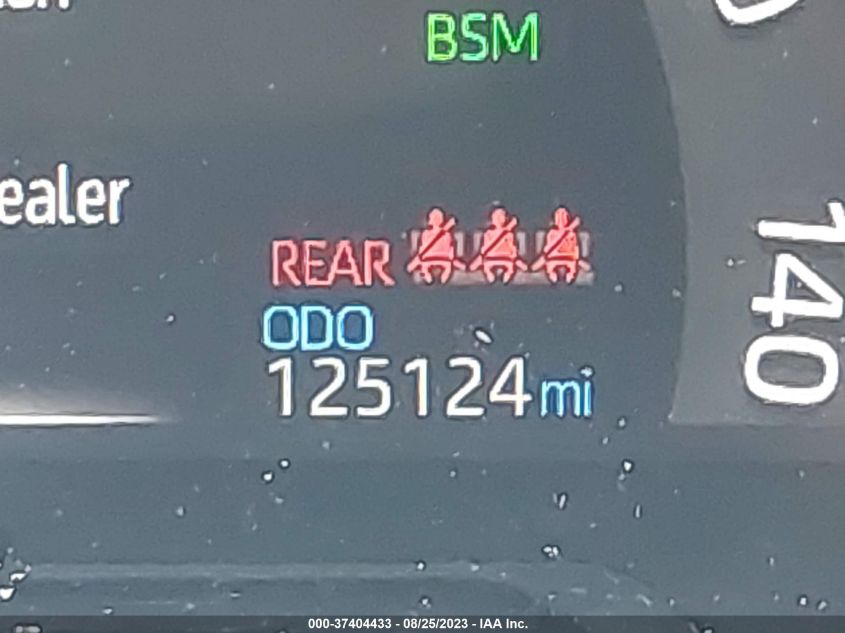 BSM
ealer
REAR
ODO
125124 mi
140
000-37404433 - 08/25/2023 - IAA Inc.